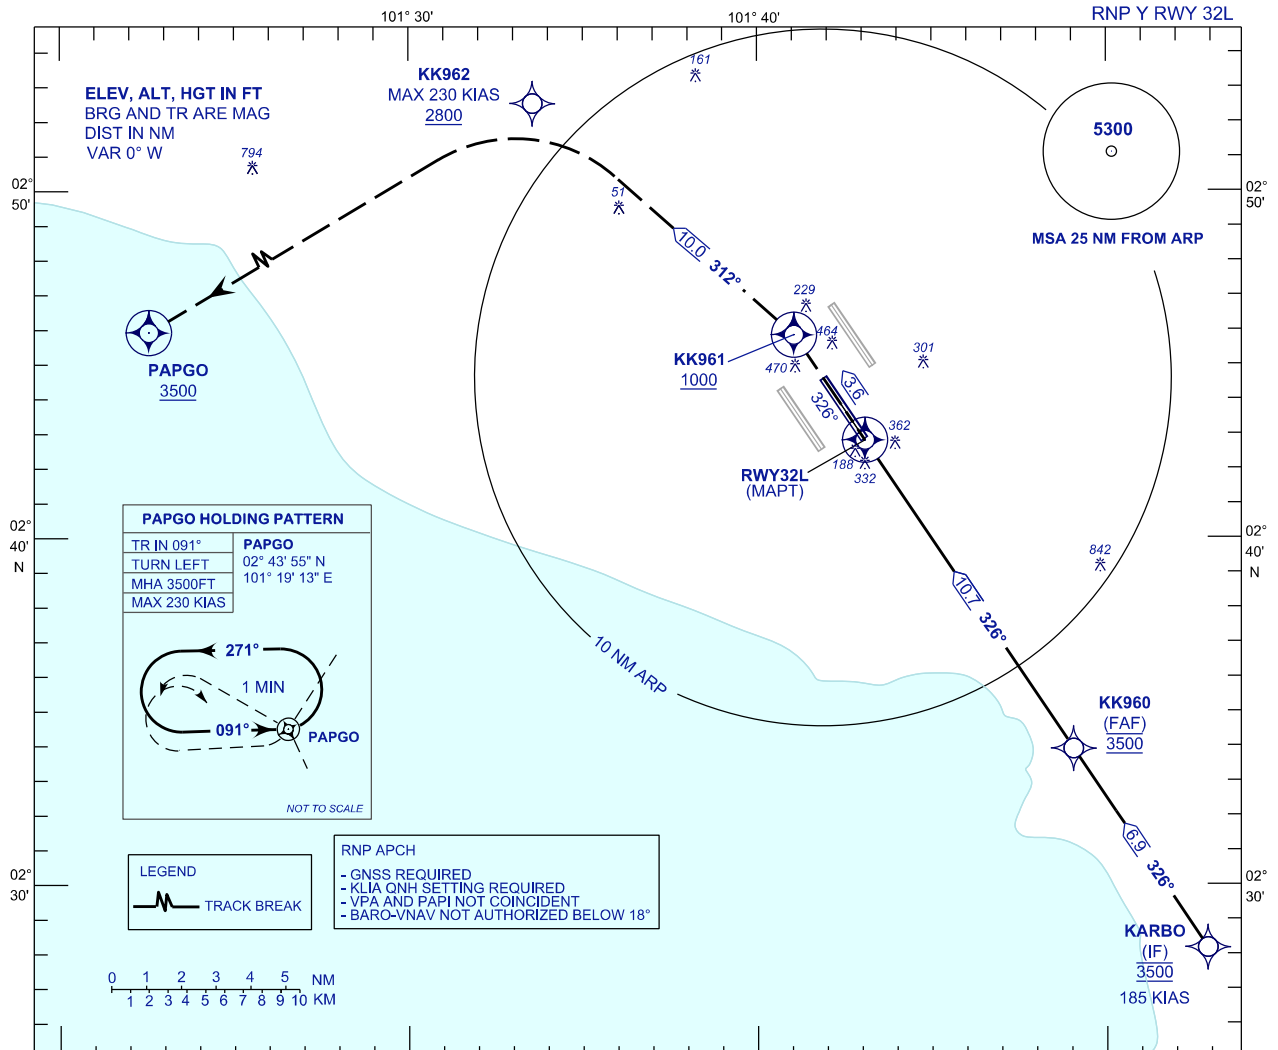 RNP Y RWY 32L
101° 30'
101° 40'
ELEV, ALT, HGT IN FT
BRG AND TR ARE MAG
DIST IN NM
VAR 0° W
794
KK962
MAX 230 KIAS
2800
161
5300
MSA 25 NM FROM ARP
02°
50'
02°
50'
51
10.0 312°
229
464
470
301
KK961
1000
3.6
326°
362
188
332
RWY32L
(MAPT)
PAPGO
3500
02°
40'
N
02°
40'
N
842
10.7 326°
10 NM ARP
PAPGO HOLDING PATTERN
TR IN 091°
TURN LEFT
MHA 3500FT
MAX 230 KIAS
PAPGO
02° 43' 55" N
101° 19' 13" E
271°
1 MIN
091°
PAPGO
NOT TO SCALE
KK960
(FAF)
3500
6.9 326°
KARBO
(IF)
3500
185 KIAS
02°
30'
02°
30'
LEGEND
TRACK BREAK
RNP APCH
- GNSS REQUIRED
- KLIA QNH SETTING REQUIRED
- VPA AND PAPI NOT COINCIDENT
- BARO-VNAV NOT AUTHORIZED BELOW 18°
0 1 2 3 4 5 NM
1 2 3 4 5 6 7 8 9 10 KM